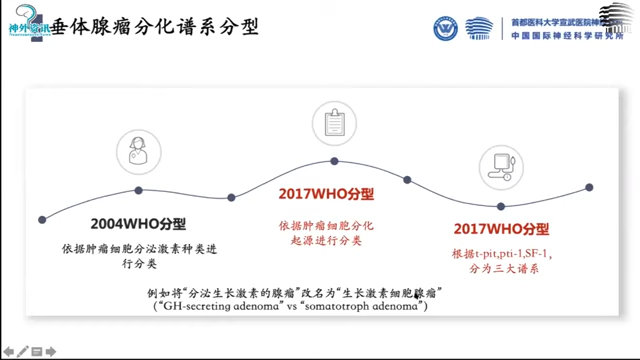 神外资讯
垂体腺瘤分化谱系分型
首都医科大学宣武医院神经
中国国际神经科学研究所
2004WHO分型
依据肿瘤细胞分泌激素种类进
行分类
2017WHO分型
依据肿瘤细胞分化
起源进行分类
2017WHO分型
根据t-pit,pti-1,SF-1,
分为三大谱系
例如将“分泌生长激素的腺瘤”改名为“生长激素细胞腺瘤”
(“GH-secreting adenoma” vs “somatotroph adenoma”)